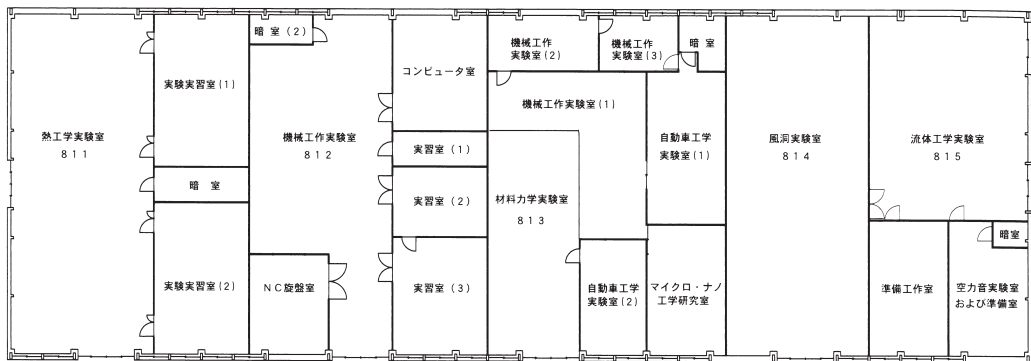 熱工学実験室
811
実験実習室(1)
暗 室
実験実習室(2)
暗 室 (2)
機械工作実験室
812
NC旋盤室
コンピュータ室
実習室 (1)
実習室 (2)
実習室 (3)
機械工作
実験室(2)
機械工作
実験室(3)
暗 室
機械工作実験室(1)
材料力学実験室
813
自動車工学
実験室(1)
自動車工学
実験室(2)
マイクロ・ナノ
工学研究室
風洞実験室
814
流体工学実験室
815
準備工作室
暗室
空力音実験室
および準備室